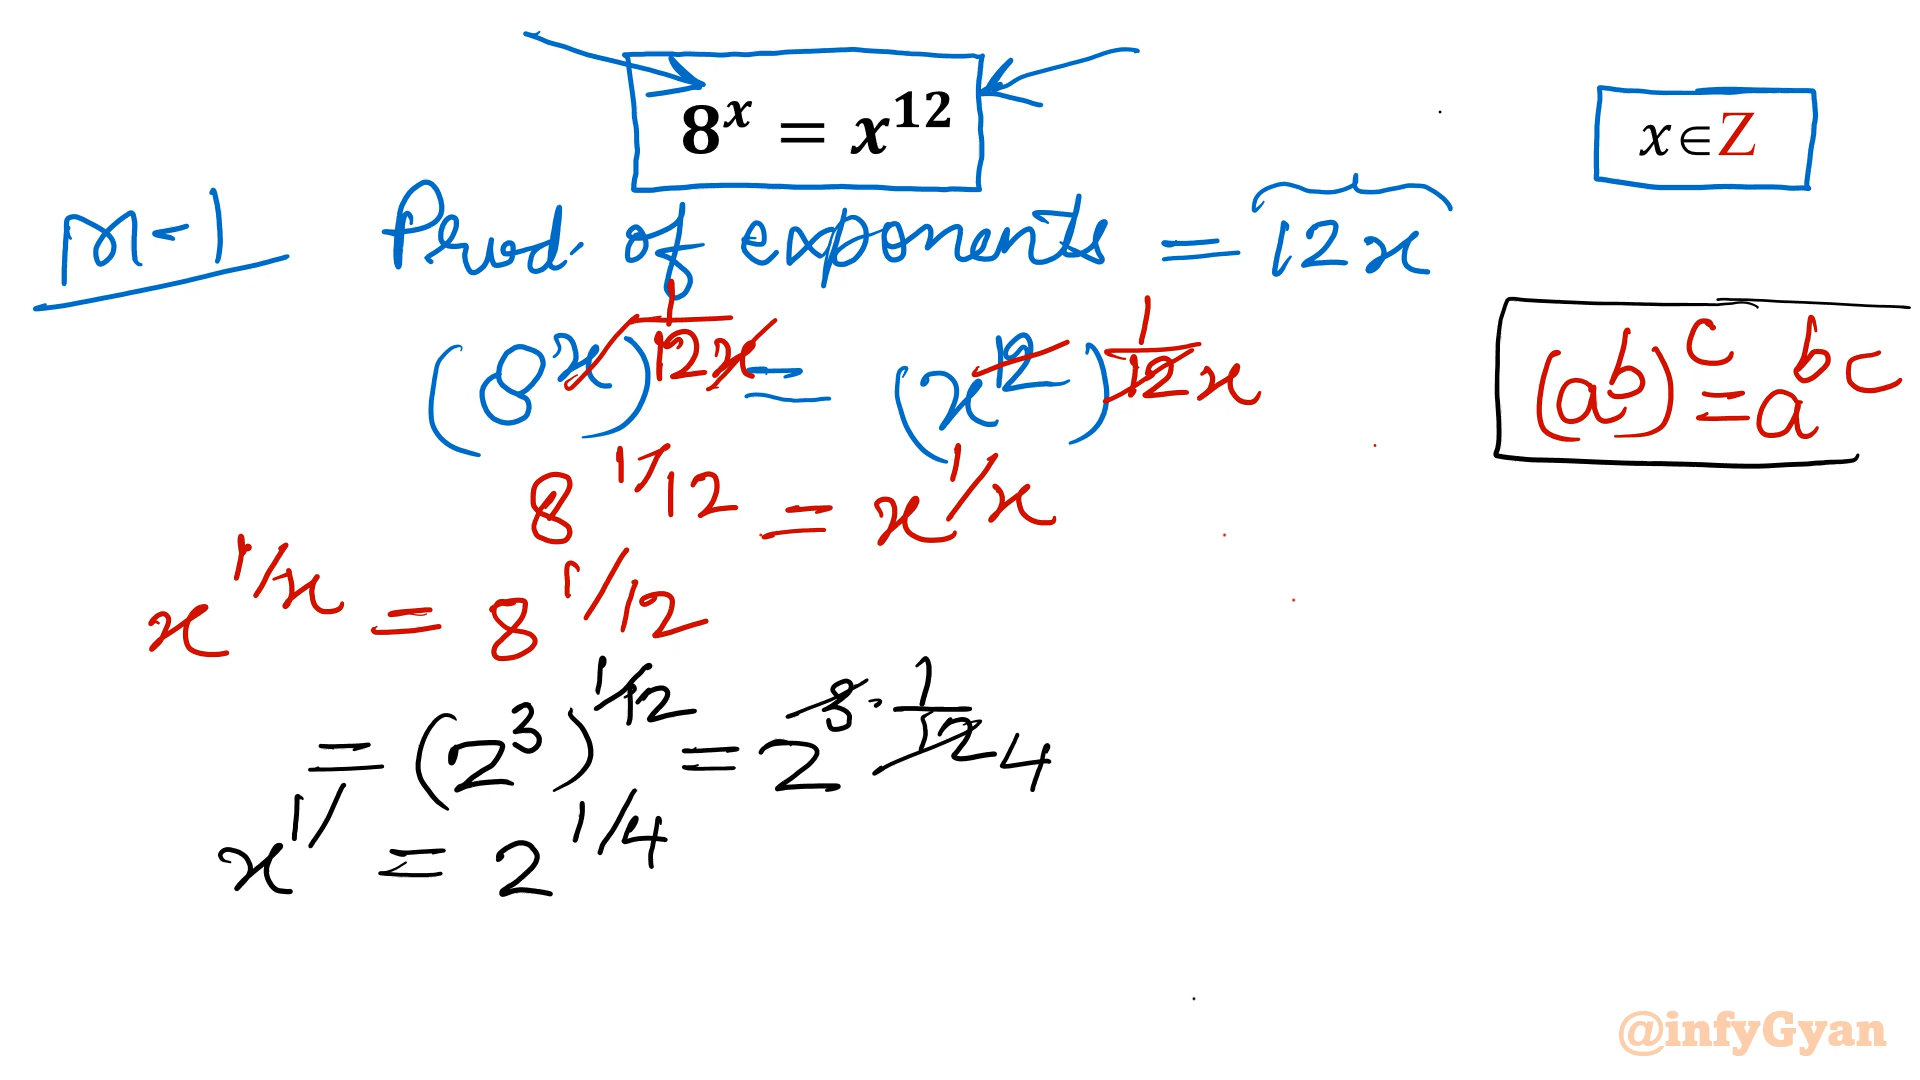 8^x = x^12
x ∈ Z
M-1 Prod. of exponents = 12x
(8^x)^(1/12x) = (x^12)^(1/12x)
(a^b)^c = a^bc
8^1/12 = x^1/x
x^1/x = 8^1/12
= (2^3)^1/12 = 2^(3·1/12) 4
x^1/ = 2^1/4
@infyGyan